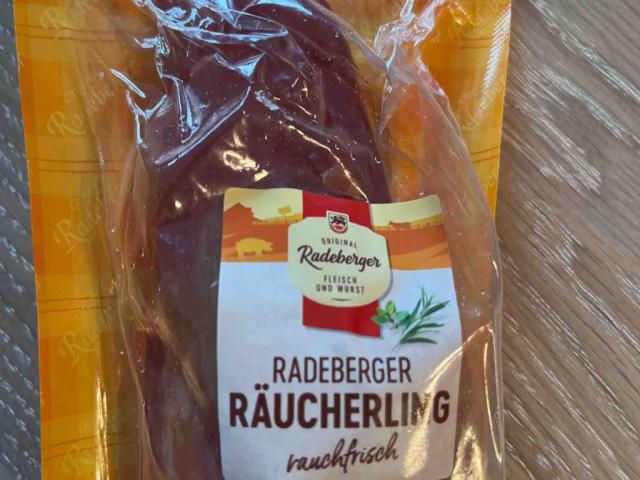 ORIGINAL
Radeberger
FLEISCH
UND WURST
RADEBERGER
RÄUCHERLING
rauchfrisch